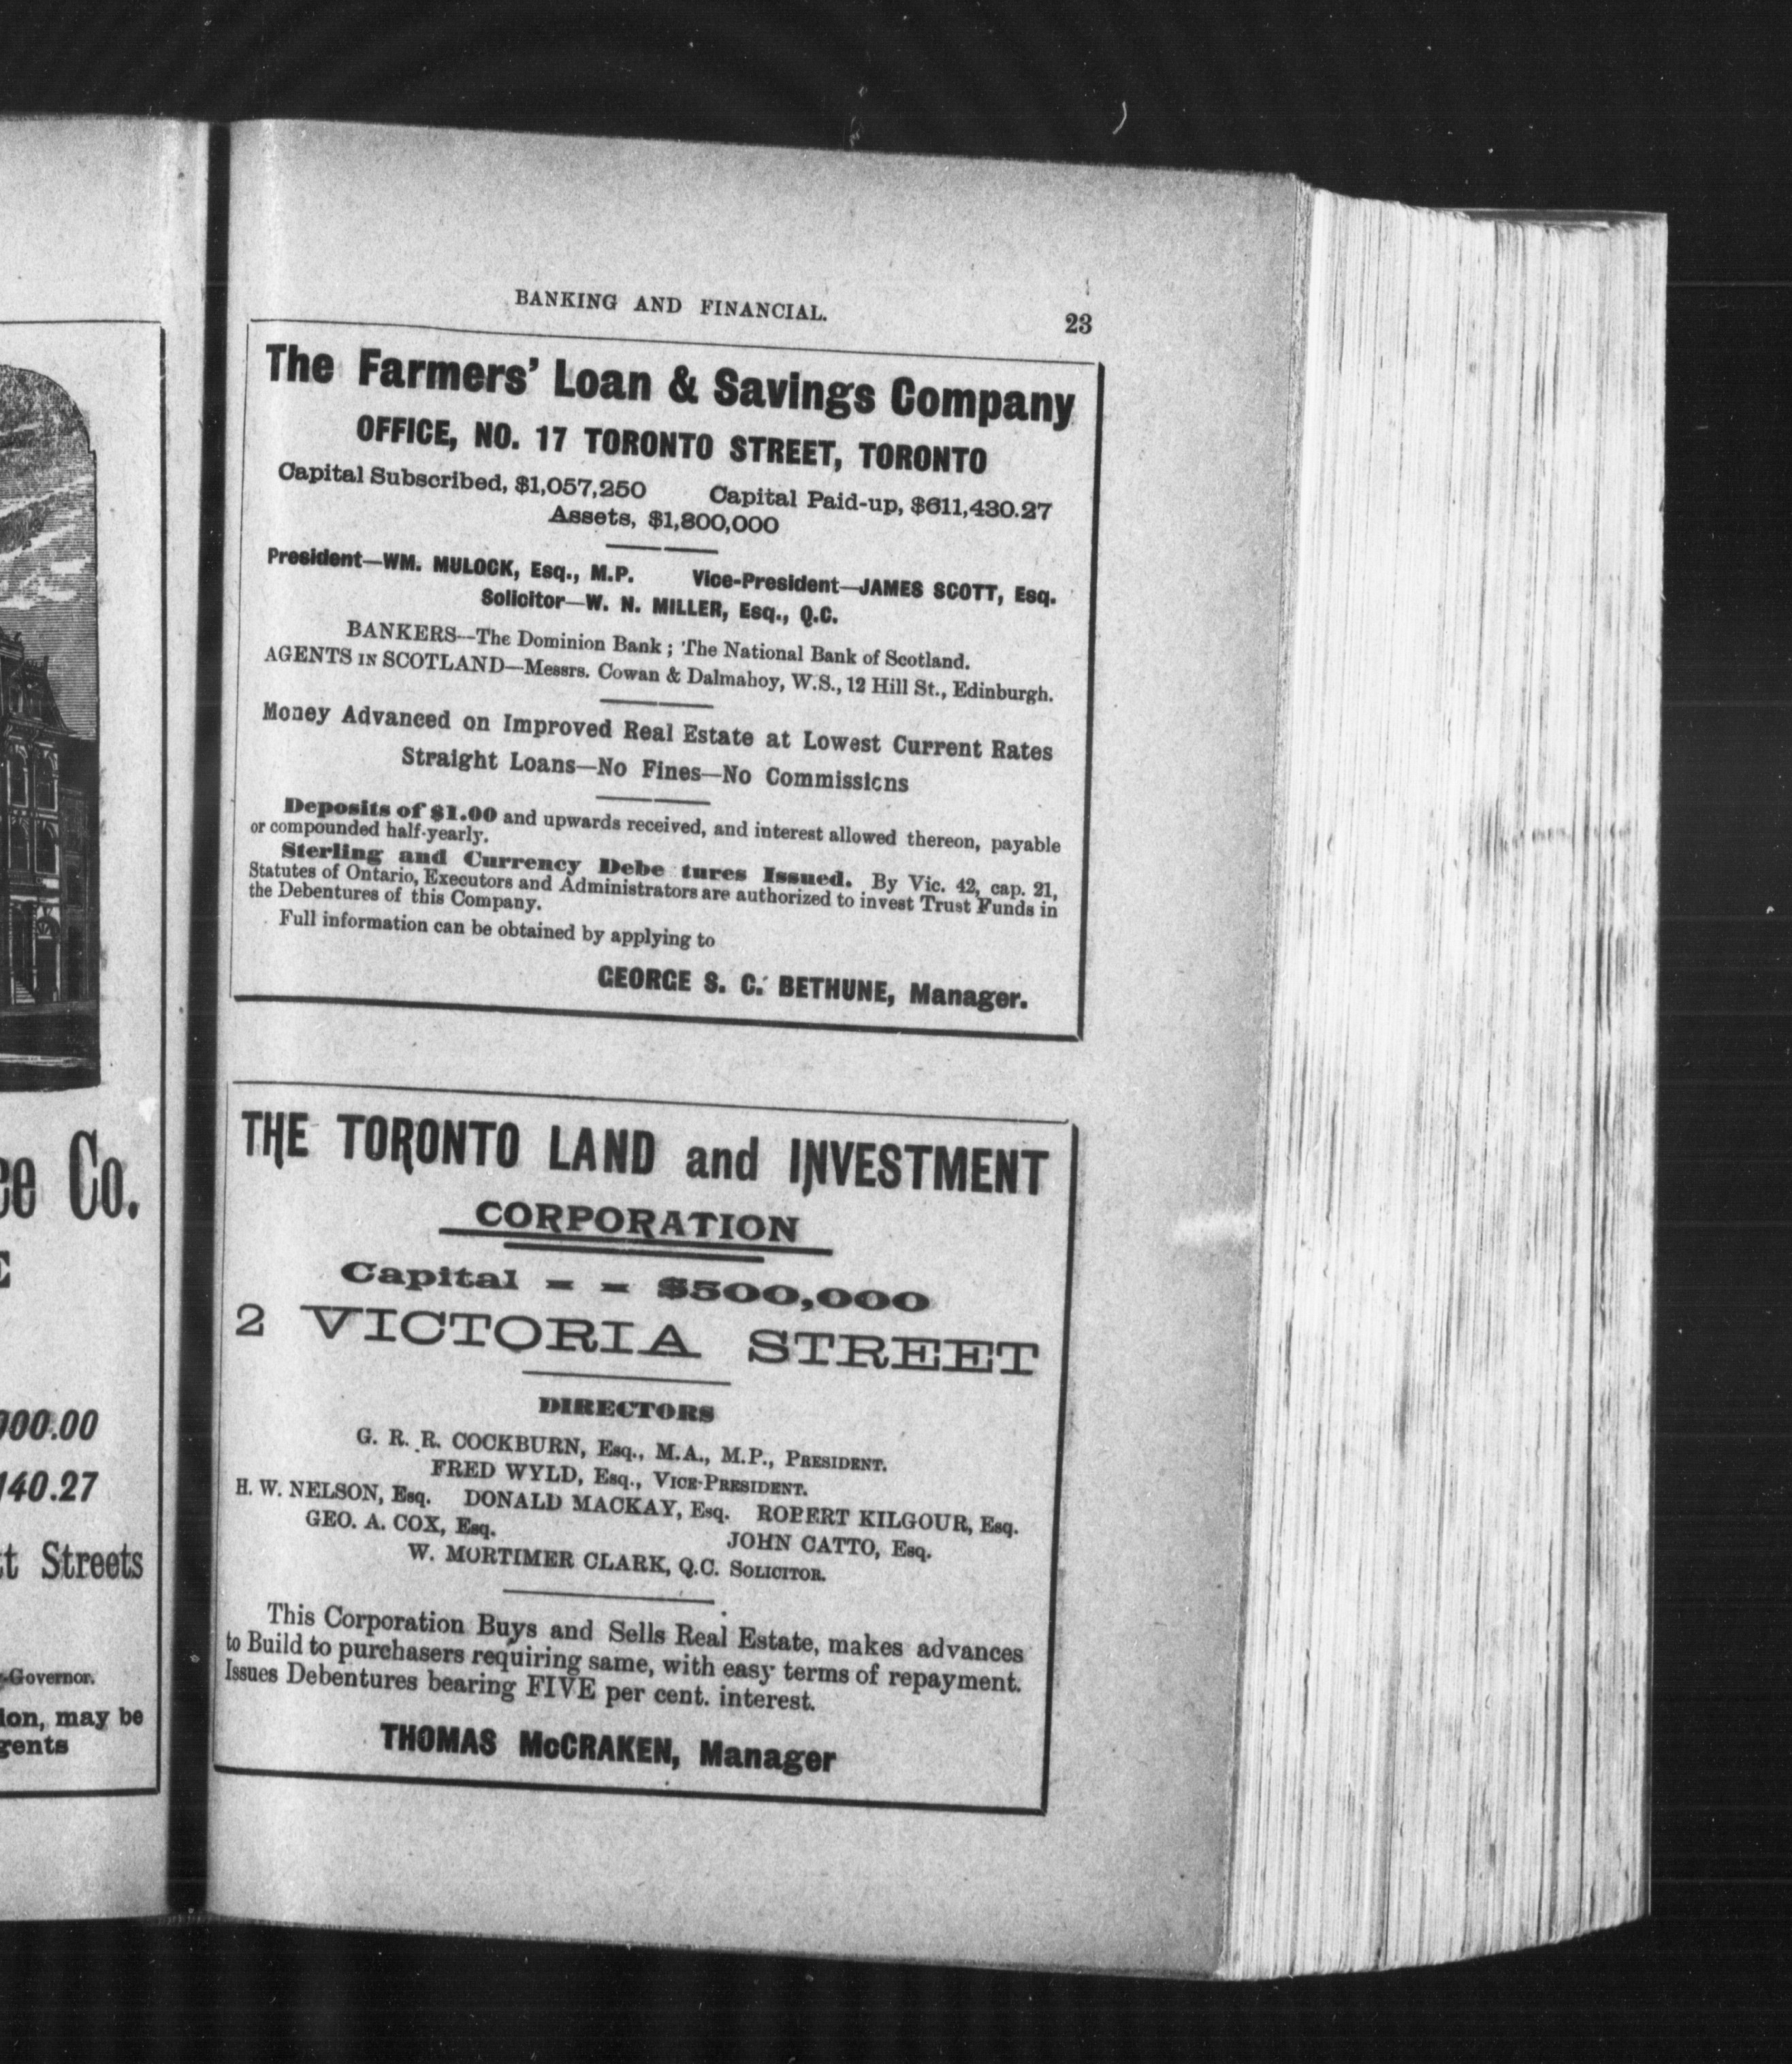 ce Co.
E
000.00
140.27
tt Streets
-Governor.
ion, may be
gents
BANKING AND FINANCIAL.
23
The Farmers' Loan & Savings Company
OFFICE, NO. 17 TORONTO STREET, TORONTO
Capital Subscribed, $1,057,250 Capital Paid-up, $611,430.27
Assets, $1,800,000
President—WM. MULOCK, Esq., M.P. Vice-President—JAMES SCOTT, Esq.
Solicitor—W. N. MILLER, Esq., Q.C.
BANKERS—The Dominion Bank; The National Bank of Scotland.
AGENTS IN SCOTLAND—Messrs. Cowan & Dalmahoy, W.S., 12 Hill St., Edinburgh.
Money Advanced on Improved Real Estate at Lowest Current Rates
Straight Loans—No Fines—No Commissions
Deposits of $1.00 and upwards received, and interest allowed thereon, payable
or compounded half-yearly.
Sterling and Currency Debe tures Issued. By Vic. 42, cap. 21,
Statutes of Ontario, Executors and Administrators are authorized to invest Trust Funds in
the Debentures of this Company.
Full information can be obtained by applying to
GEORGE S. C. BETHUNE, Manager.
THE TORONTO LAND and INVESTMENT
CORPORATION
Capital - - $500,000
2 VICTORIA STREET
DIRECTORS
G. R. R. COCKBURN, Esq., M.A., M.P., PRESIDENT.
FRED WYLD, Esq., VICE-PRESIDENT.
H. W. NELSON, Esq. DONALD MACKAY, Esq. ROBERT KILGOUR, Esq.
GEO. A. COX, Esq. JOHN CATTO, Esq.
W. MORTIMER CLARK, Q.C. SOLICITOR.
This Corporation Buys and Sells Real Estate, makes advances
to Build to purchasers requiring same, with easy terms of repayment.
Issues Debentures bearing FIVE per cent. interest.
THOMAS McCRAKEN, Manager